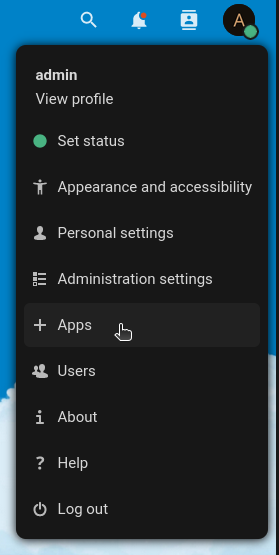 A
admin
View profile
Set status
Appearance and accessibility
Personal settings
Administration settings
Apps
Users
About
Help
Log out